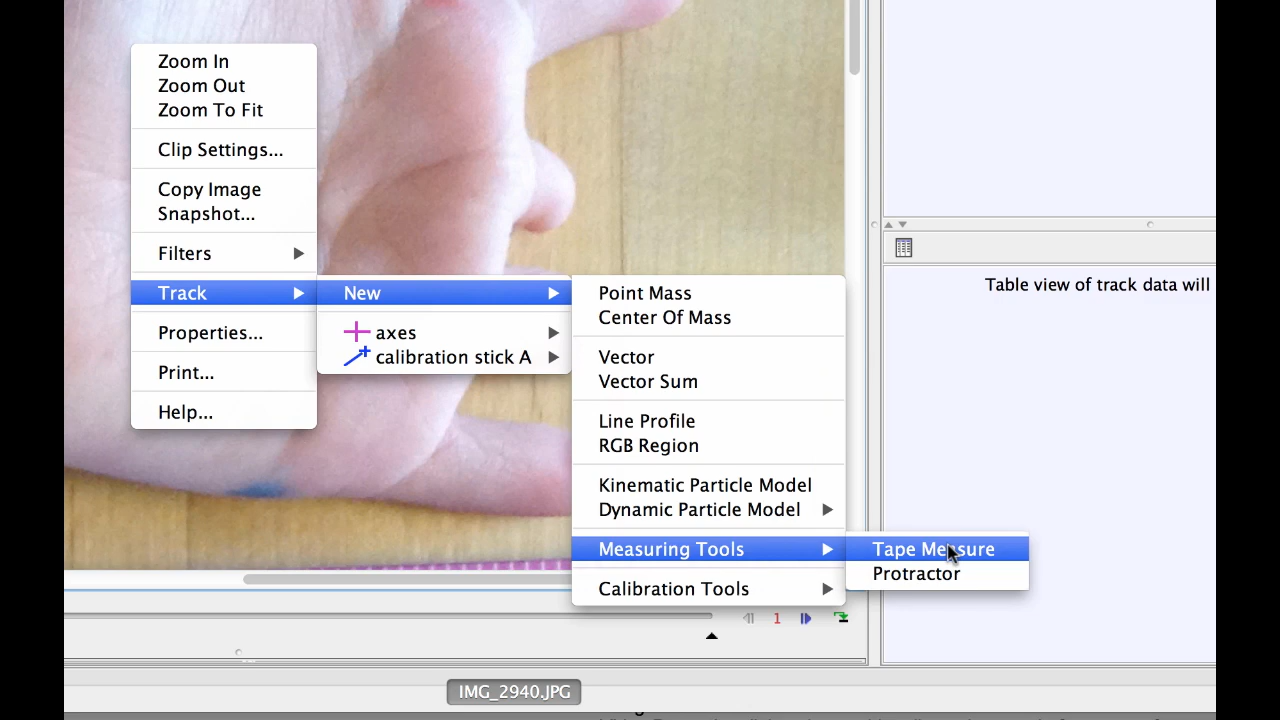 Zoom In
Zoom Out
Zoom To Fit
Clip Settings...
Copy Image
Snapshot...
Filters
Track
Properties...
Print...
Help...
New
axes
calibration stick A
Point Mass
Center Of Mass
Vector
Vector Sum
Line Profile
RGB Region
Kinematic Particle Model
Dynamic Particle Model
Measuring Tools
Calibration Tools
Tape Measure
Protractor
Table view of track data will
1
IMG_2940.JPG